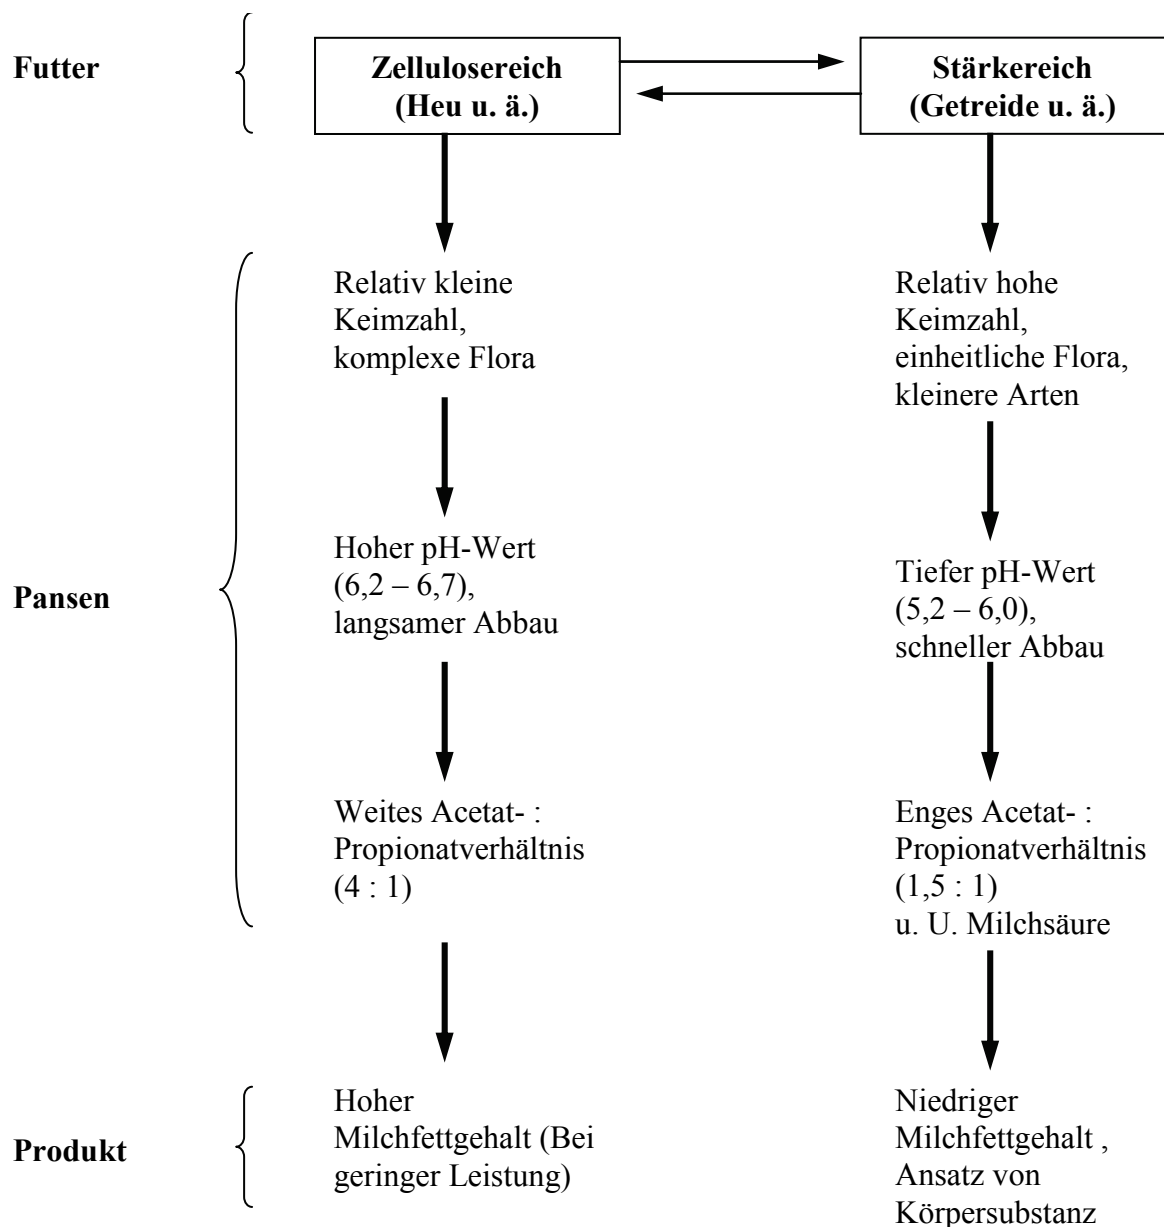 Futter
Zellulosereich
(Heu u. ä.)
Stärkereich
(Getreide u. ä.)
Pansen
Relativ kleine
Keimzahl,
komplexe Flora
Relativ hohe
Keimzahl,
einheitliche Flora,
kleinere Arten
Hoher pH-Wert
(6,2 – 6,7),
langsamer Abbau
Tiefer pH-Wert
(5,2 – 6,0),
schneller Abbau
Weites Acetat- :
Propionatverhältnis
(4 : 1)
Enges Acetat- :
Propionatverhältnis
(1,5 : 1)
u. U. Milchsäure
Produkt
Hoher
Milchfettgehalt (Bei
geringer Leistung)
Niedriger
Milchfettgehalt ,
Ansatz von
Körpersubstanz